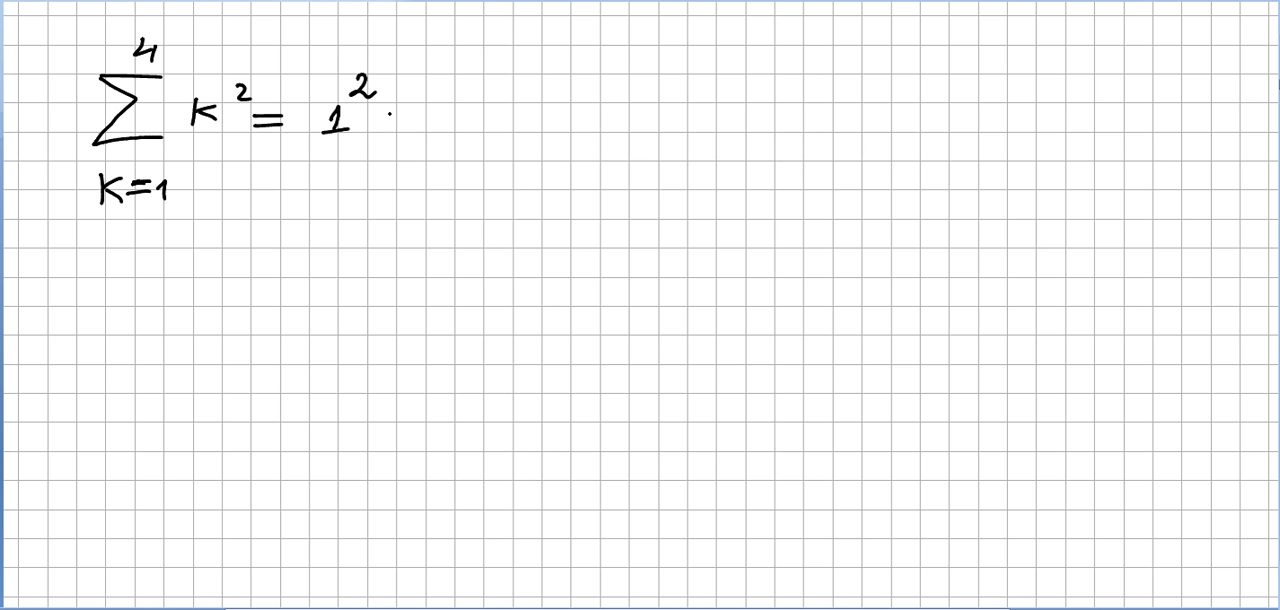 4
∑ K² = 1² .
K=1